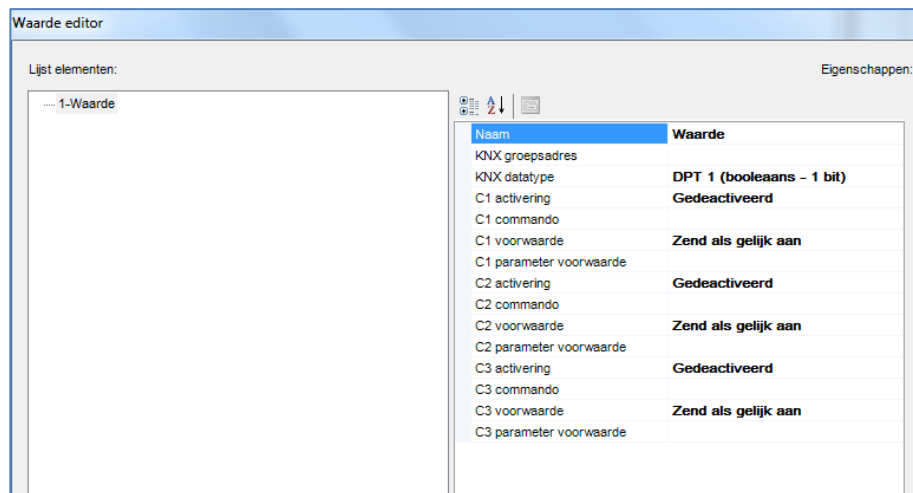 Waarde editor
Lijst elementen:
Eigenschappen:
1-Waarde
Naam Waarde
KNX groepsadres
KNX datatype DPT 1 (booleaans - 1 bit)
C1 activering Gedeactiveerd
C1 commando
C1 voorwaarde Zend als gelijk aan
C1 parameter voorwaarde
C2 activering Gedeactiveerd
C2 commando
C2 voorwaarde Zend als gelijk aan
C2 parameter voorwaarde
C3 activering Gedeactiveerd
C3 commando
C3 voorwaarde Zend als gelijk aan
C3 parameter voorwaarde